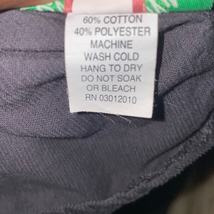 60% COTTON
40% POLYESTER
MACHINE
WASH COLD
HANG TO DRY
DO NOT SOAK
OR BLEACH
RN 03012010